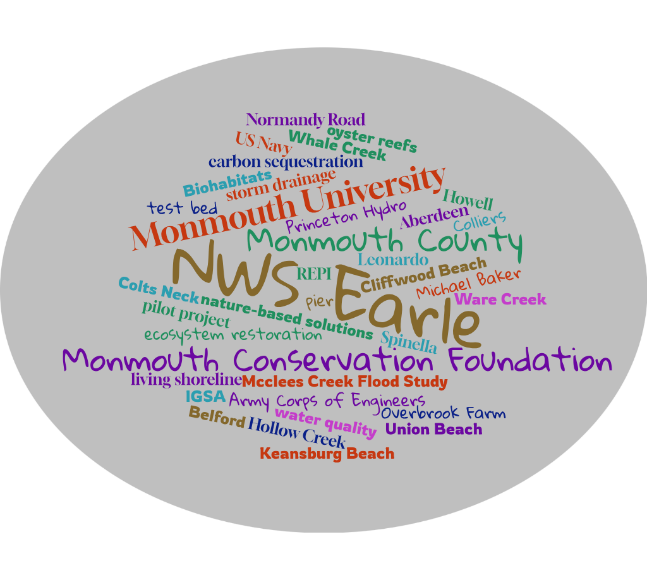 Normandy Road
US Navy
oyster reefs
Whale Creek
carbon sequestration
Biohabitats
storm drainage
Monmouth University
test bed
Princeton Hydro
Howell
Aberdeen
Colliers
Monmouth County
Leonardo
NWS Earle
REPI
Cliffwood Beach
Michael Baker
Colts Neck
pier
Ware Creek
nature-based solutions
pilot project
ecosystem restoration
Spinella
Monmouth Conservation Foundation
living shoreline
Mcclees Creek Flood Study
IGSA
Army Corps of Engineers
Overbrook Farm
Belford
water quality
Hollow Creek
Union Beach
Keansburg Beach